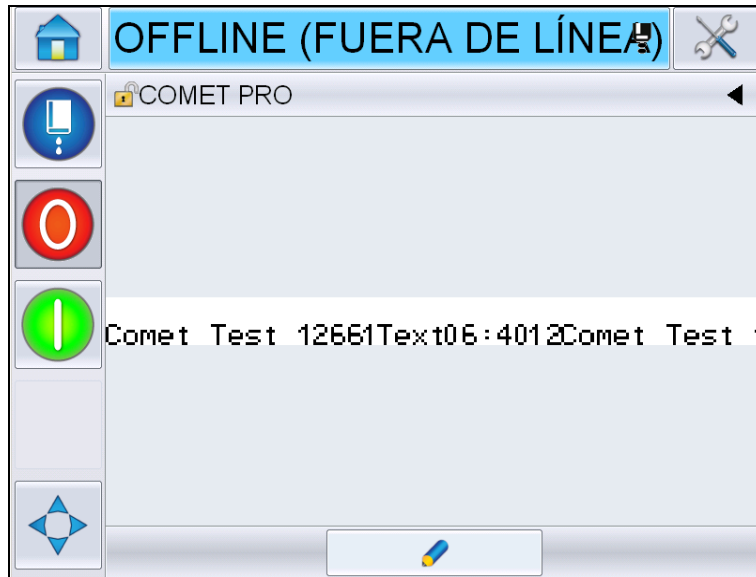 OFFLINE (FUERA DE LÍNEA)
COMET PRO
Comet Test 12661Text06:4012Comet Test